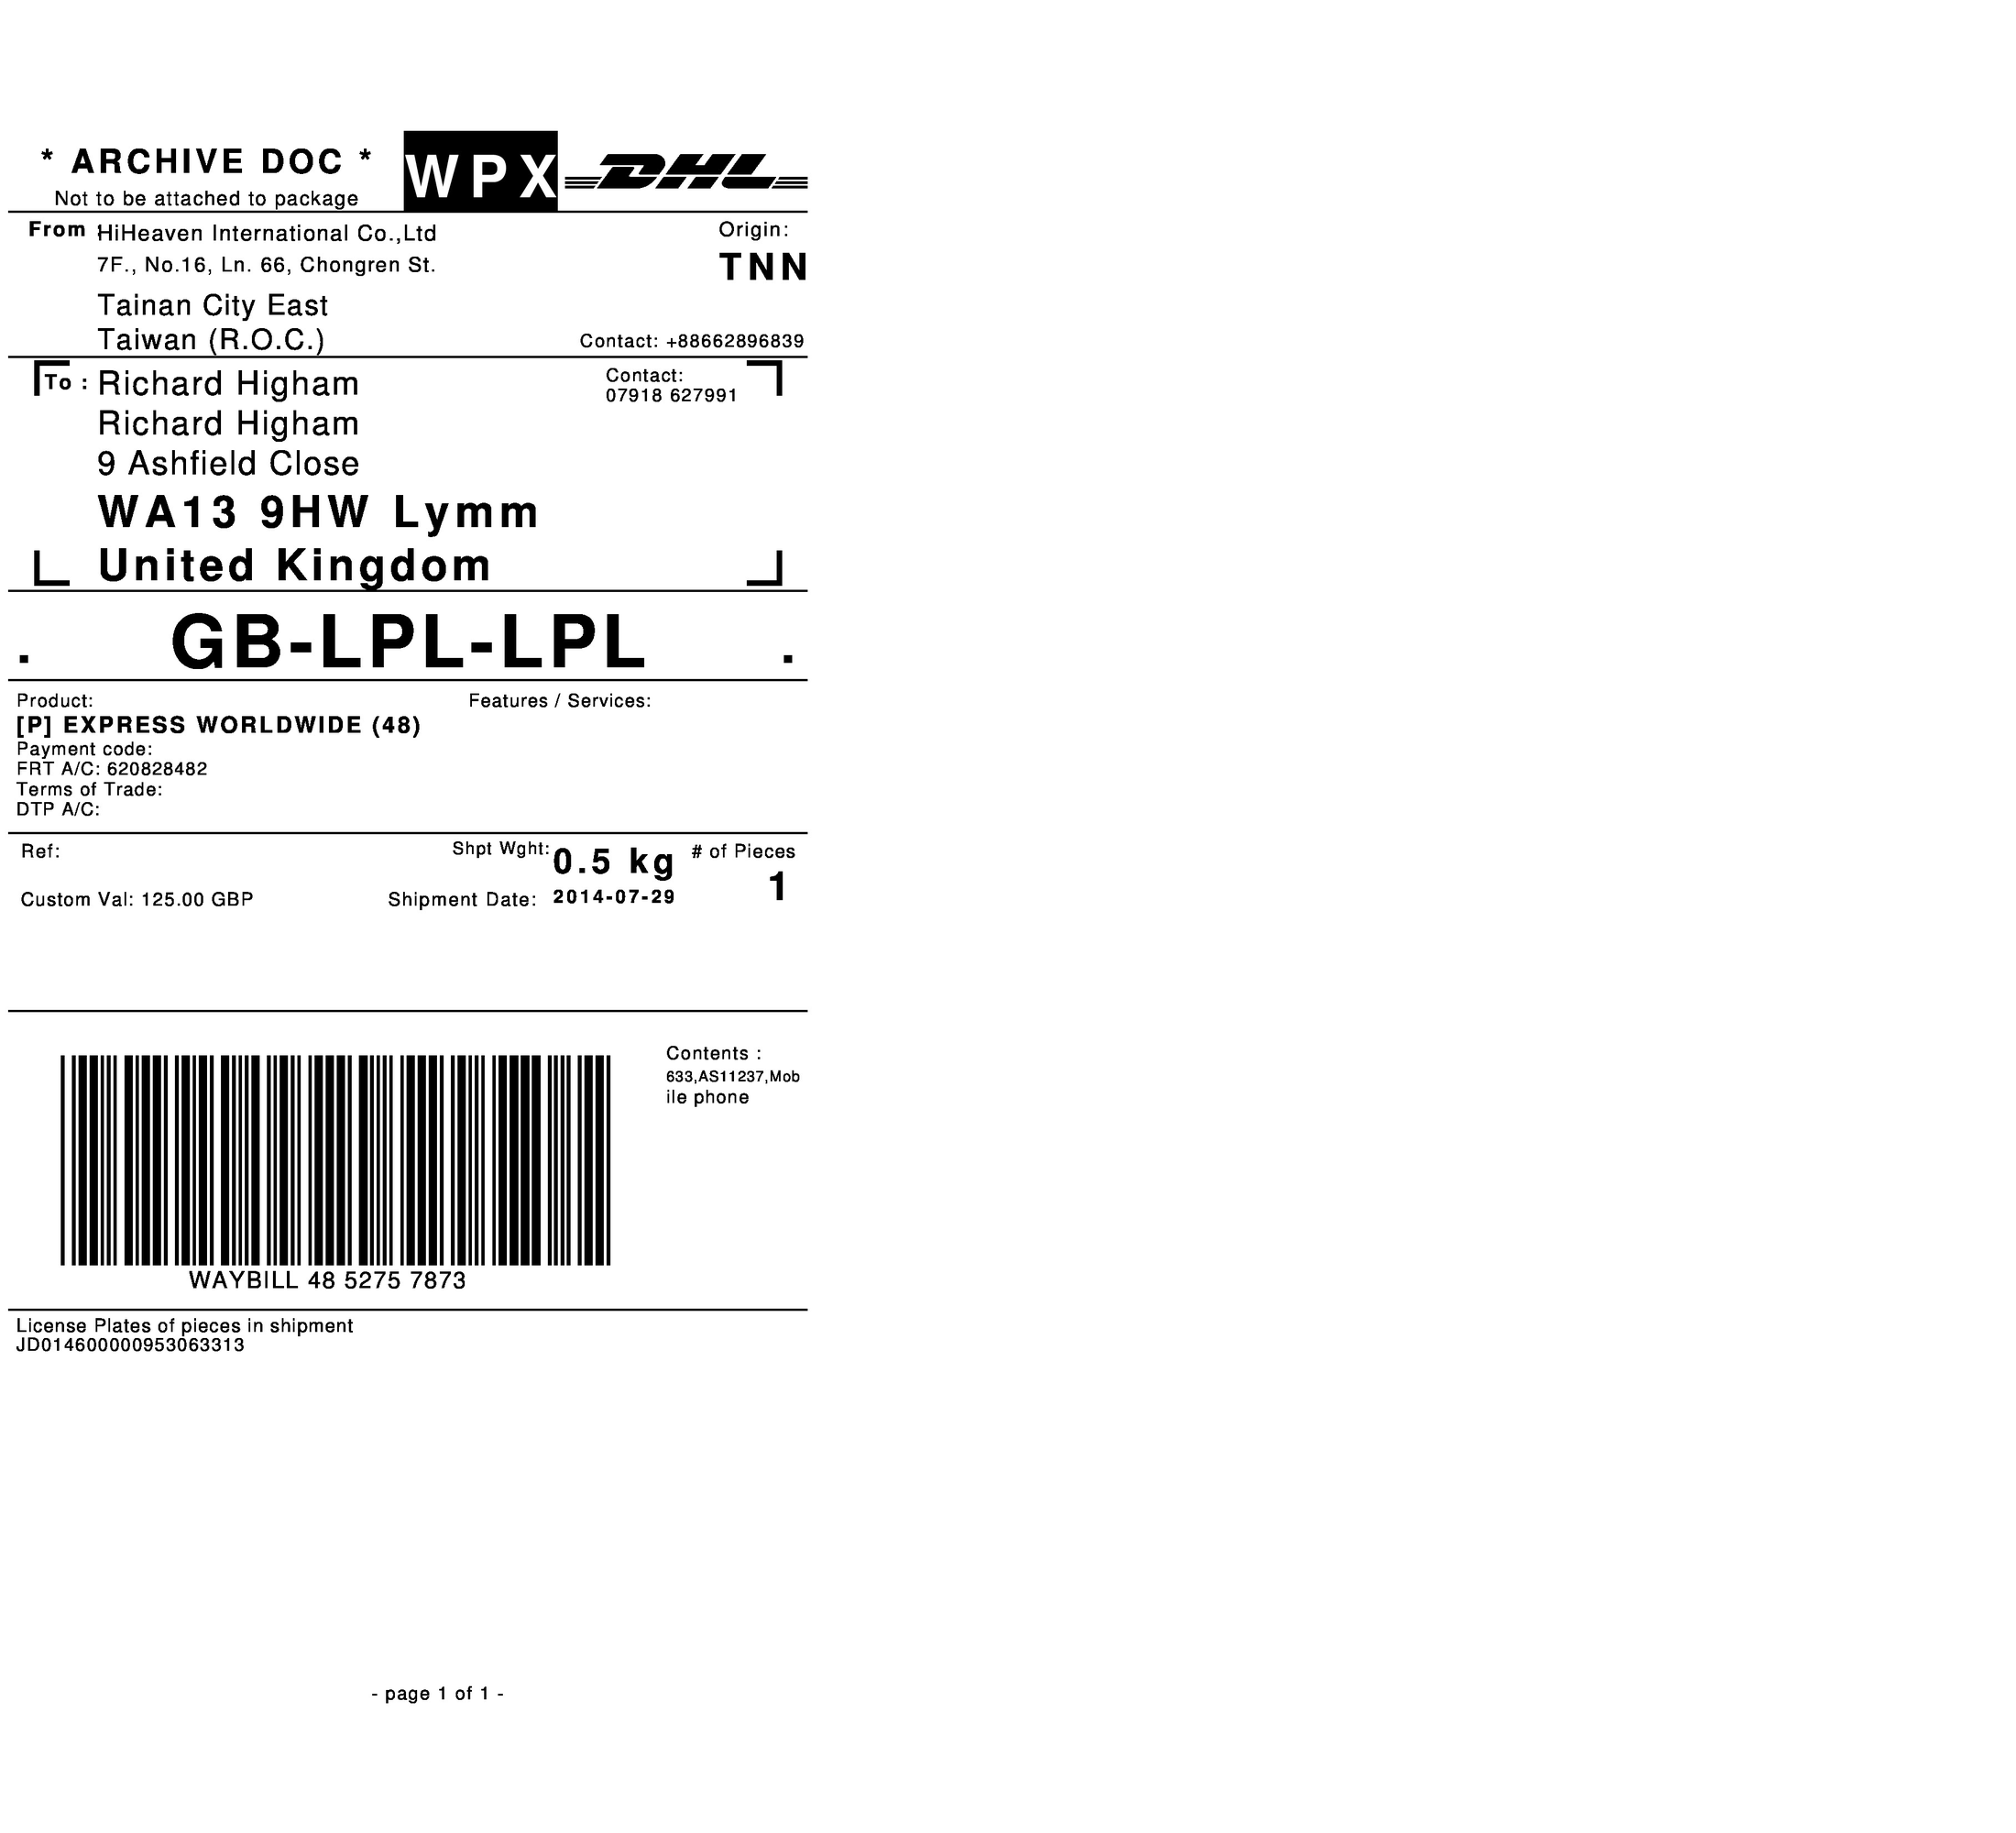 * ARCHIVE DOC *
Not to be attached to package
WPX
DHL
From : HiHeaven International Co.,Ltd
7F., No.16, Ln. 66, Chongren St.
Tainan City East
Taiwan (R.O.C.)
Origin:
TNN
Contact: +88662896839
To : Richard Higham
Richard Higham
9 Ashfield Close
WA13 9HW Lymm
United Kingdom
Contact:
07918 627991
. GB-LPL-LPL .
Product:
[P] EXPRESS WORLDWIDE (48)
Payment code:
FRT A/C: 620828482
Terms of Trade:
DTP A/C:
Features / Services:
Ref:
Custom Val: 125.00 GBP
Shpt Wght: 0.5 kg
Shipment Date: 2014-07-29
# of Pieces
1
WAYBILL 48 5275 7873
Contents :
633,AS11237,Mob
ile phone
License Plates of pieces in shipment
JD014600000953063313
- page 1 of 1 -